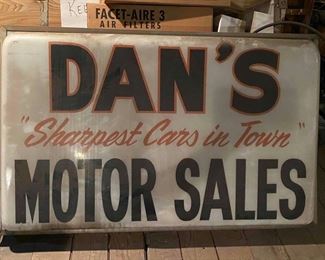 FACET-AIRE 3
AIR FILTERS
DAN'S
"Sharpest Cars in Town"
MOTOR SALES